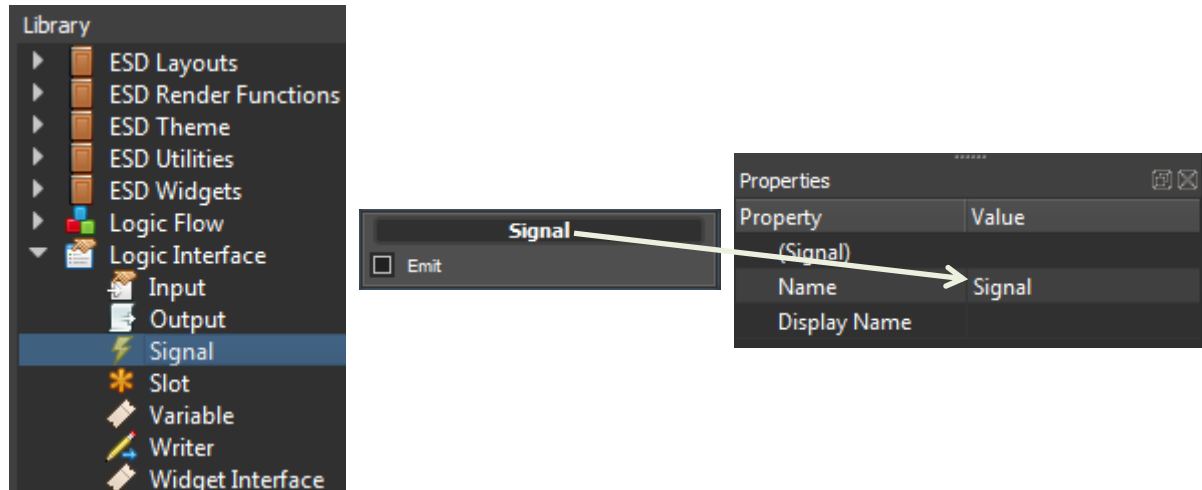 Library
ESD Layouts
ESD Render Functions
ESD Theme
ESD Utilities
ESD Widgets
Logic Flow
Logic Interface
Input
Output
Signal
Slot
Variable
Writer
Widget Interface
Signal
Emit
Properties
Property Value
(Signal)
Name Signal
Display Name